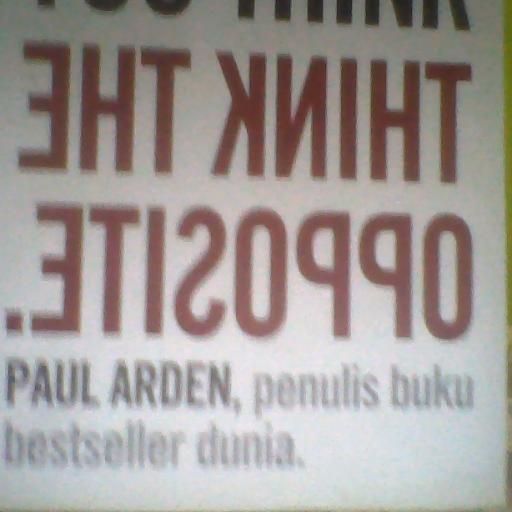 THINK THE
OPPOSITE.
PAUL ARDEN, penulis buku
bestseller dunia.